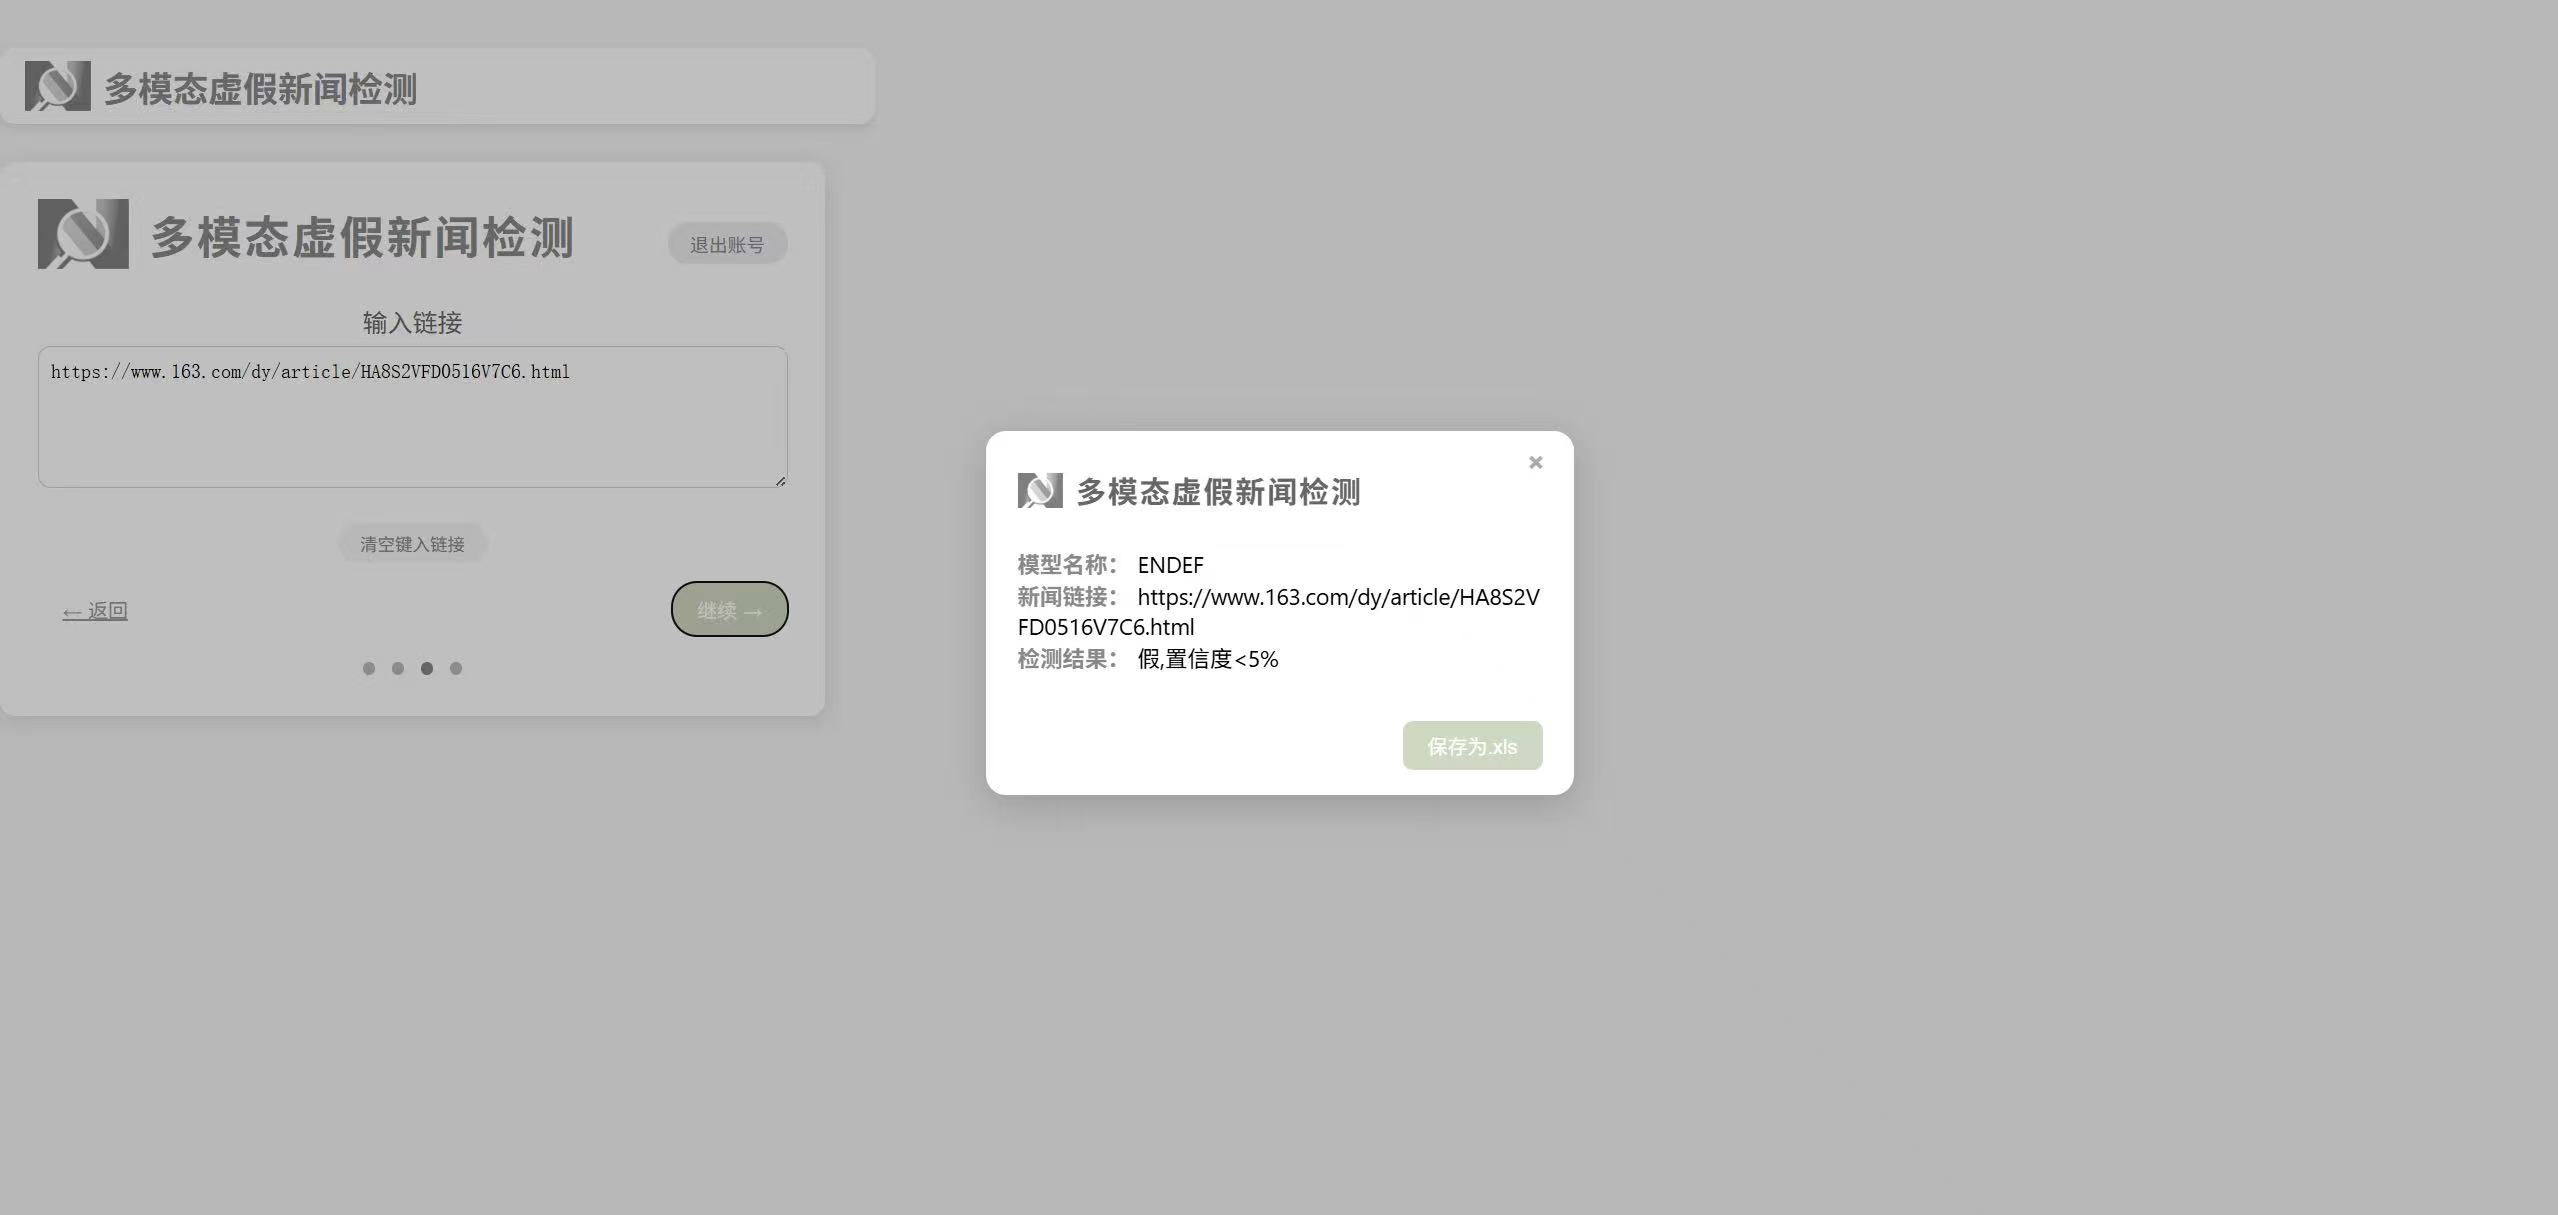 多模态虚假新闻检测
多模态虚假新闻检测
退出账号
输入链接
https://www.163.com/dy/article/HA8S2VFD0516V7C6.html
清空键入链接
← 返回
继续 →
×
多模态虚假新闻检测
模型名称： ENDEF
新闻链接： https://www.163.com/dy/article/HA8S2V
FD0516V7C6.html
检测结果： 假,置信度<5%
保存为.xls